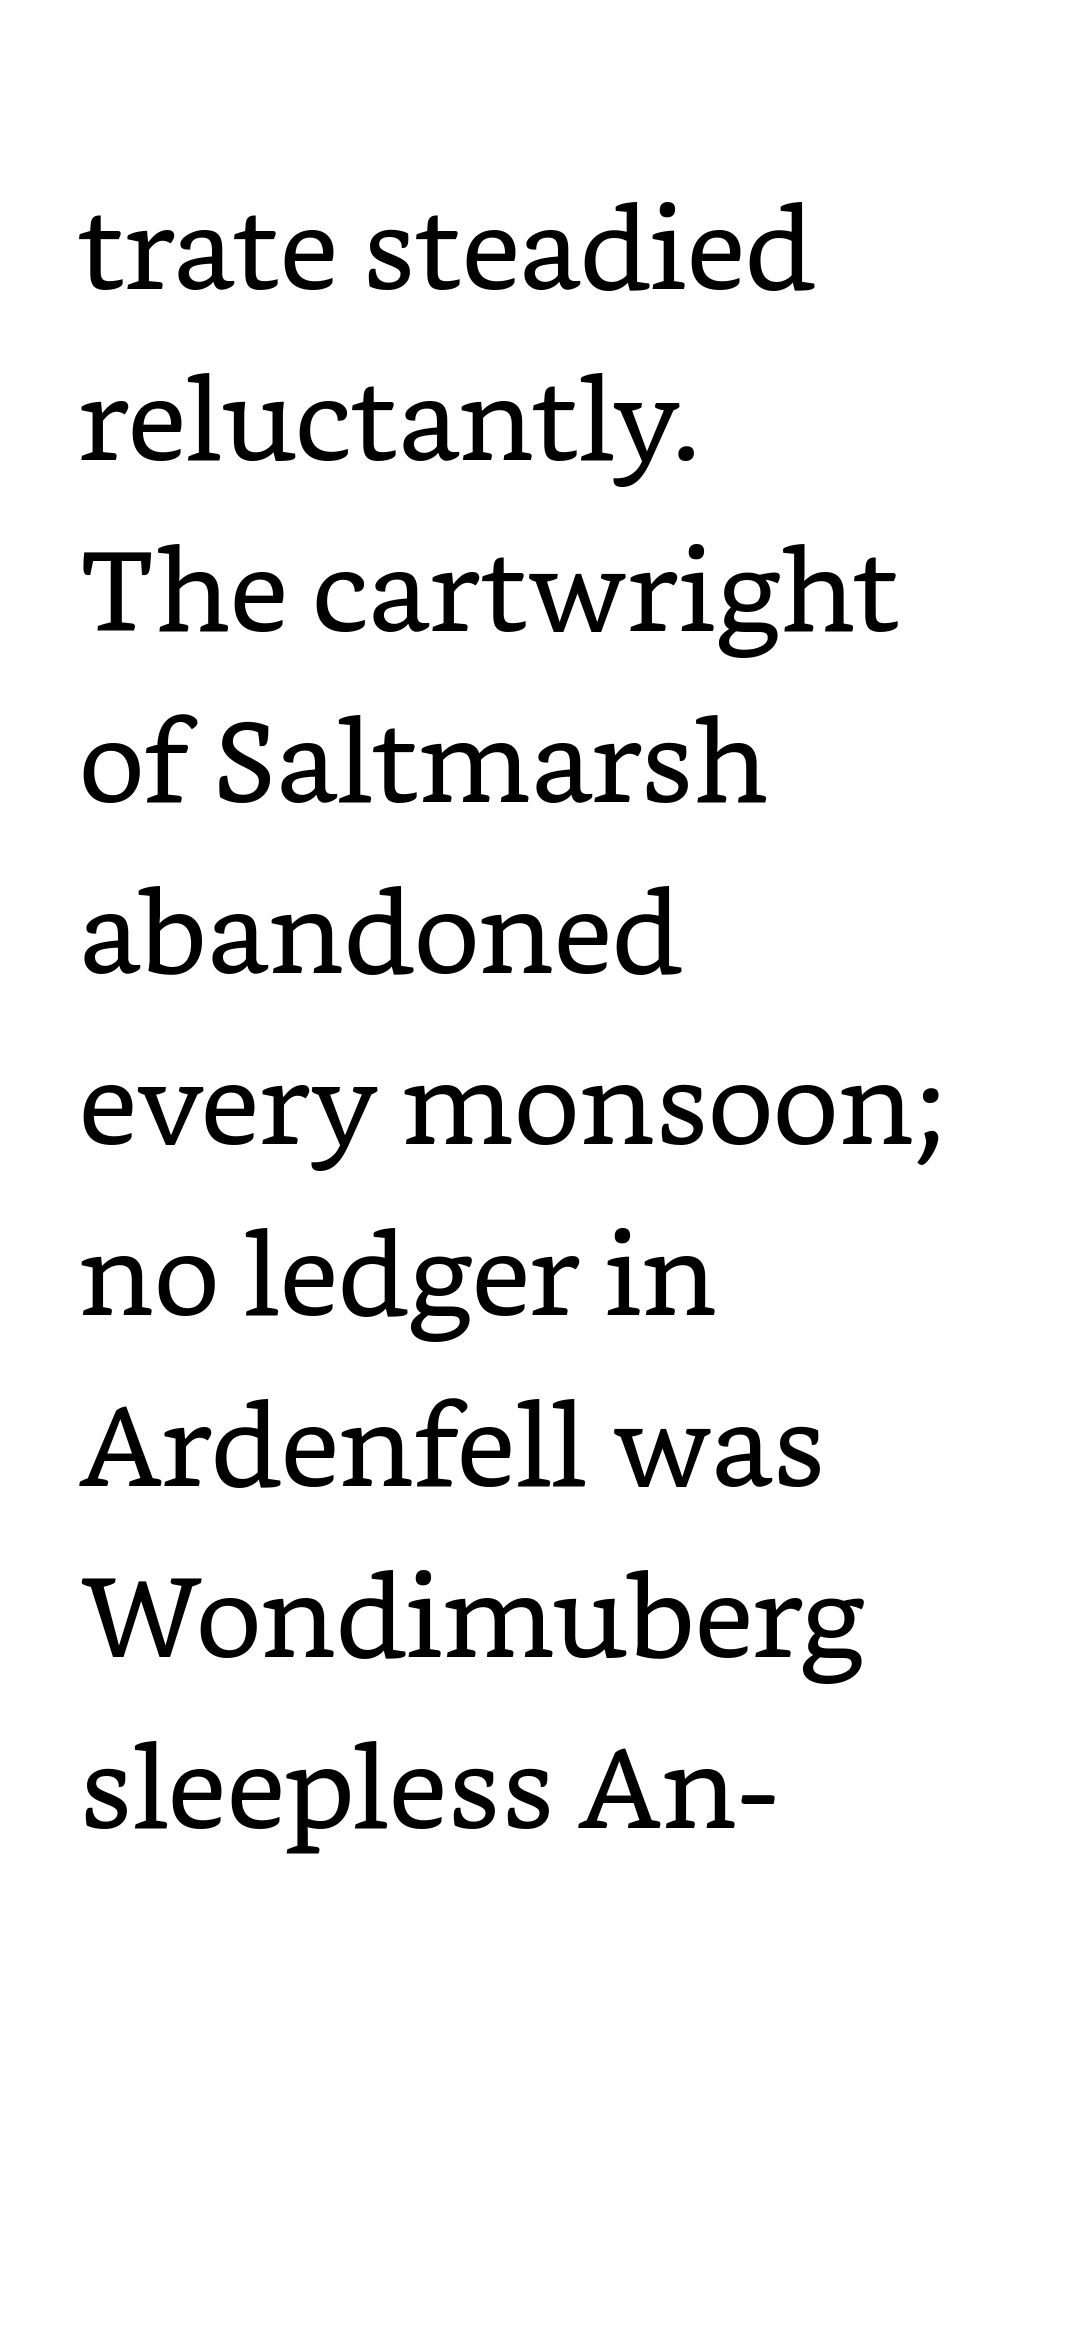 trate steadied
reluctantly.
The cartwright
of Saltmarsh
abandoned
every monsoon;
no ledger in
Ardenfell was
Wondimuberg
sleepless An-